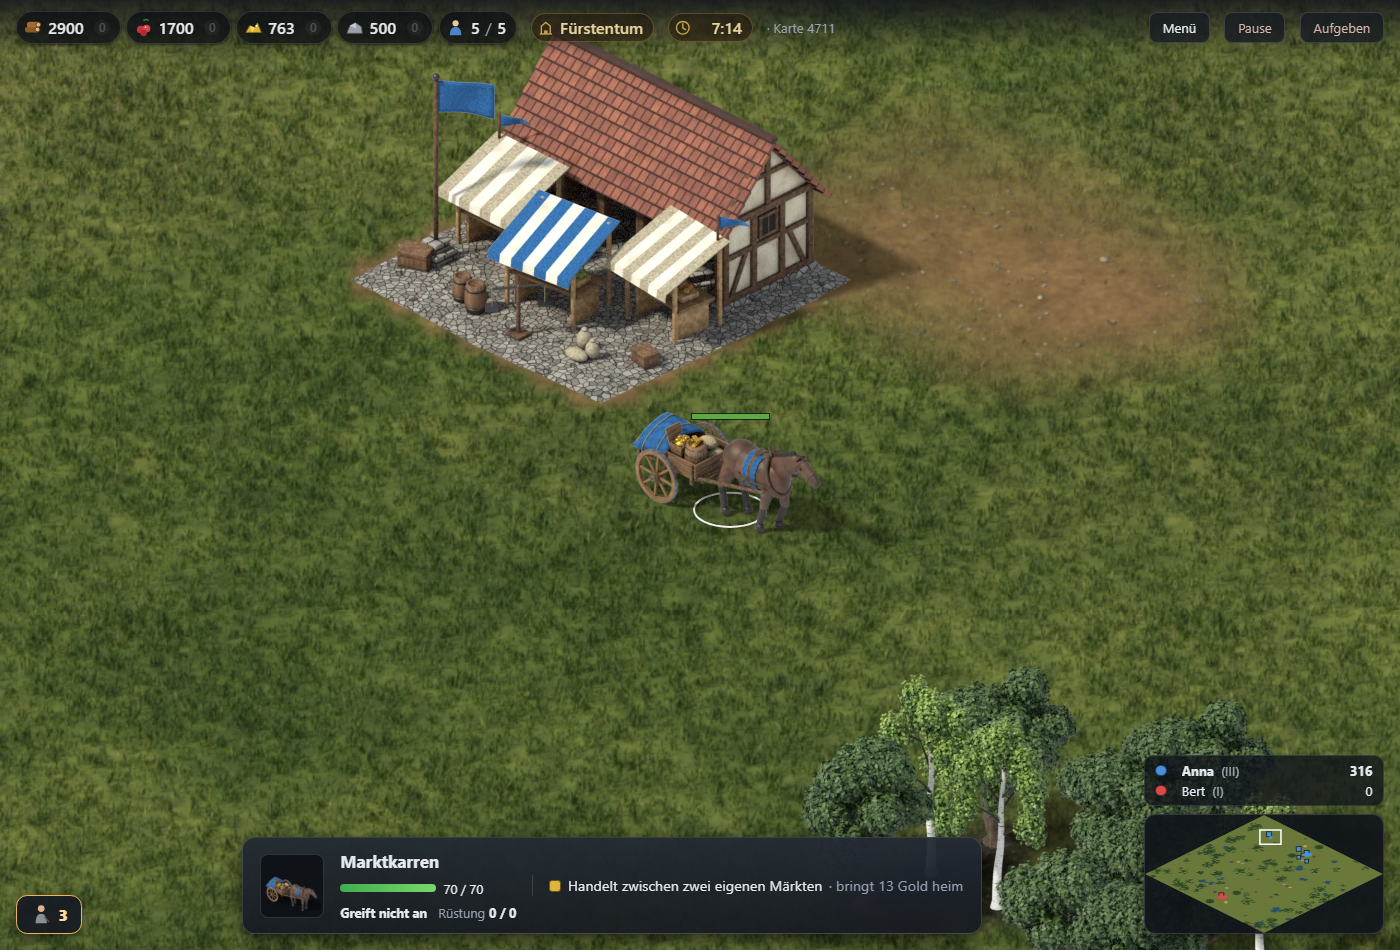 2900 0 1700 0 763 0 500 0 5 / 5 Fürstentum 7:14 · Karte 4711 Menü Pause Aufgeben
Anna (III) 316
Bert (I) 0
Marktkarren
70 / 70
Handelt zwischen zwei eigenen Märkten · bringt 13 Gold heim
Greift nicht an Rüstung 0 / 0
3